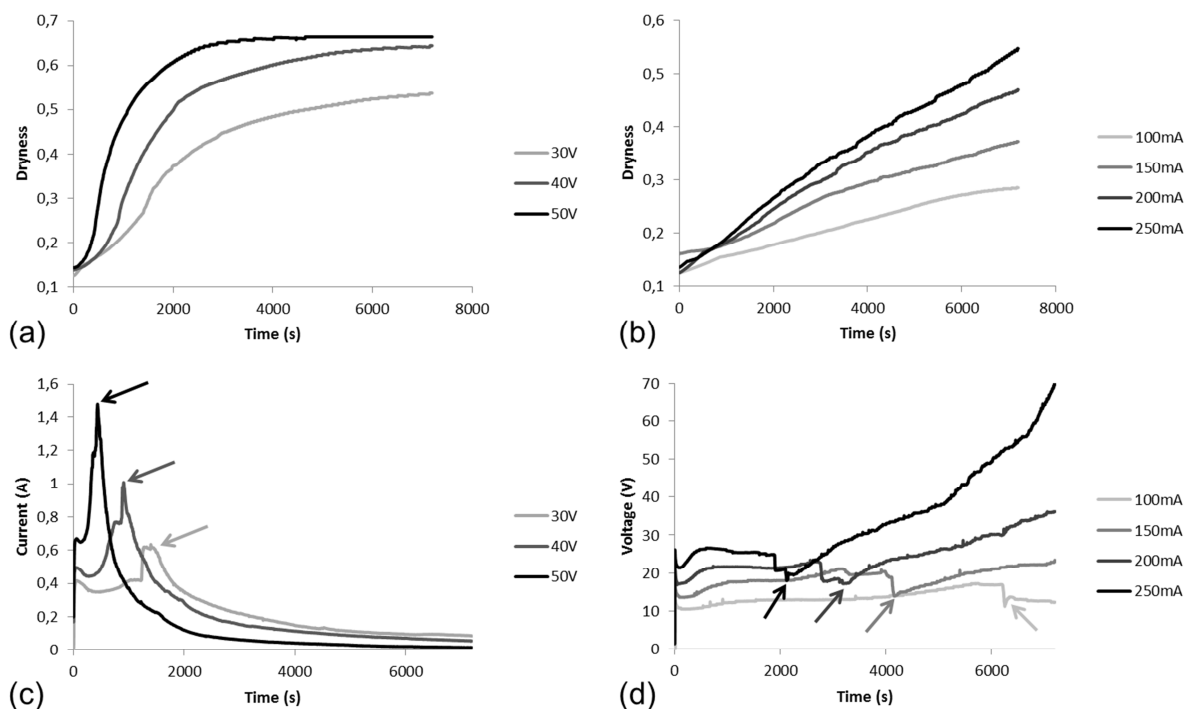 0,7
0,6
0,5
0,4
0,3
0,2
0,1
Dryness
0 2000 4000 6000 8000
Time (s)
30V
40V
50V
(a)
0,6
0,5
0,4
0,3
0,2
0,1
Dryness
0 2000 4000 6000 8000
Time (s)
100mA
150mA
200mA
250mA
(b)
1,6
1,4
1,2
1
0,8
0,6
0,4
0,2
0
Current (A)
0 2000 4000 6000
Time (s)
30V
40V
50V
(c)
70
60
50
40
30
20
10
0
Voltage (V)
0 2000 4000 6000
Time (s)
100mA
150mA
200mA
250mA
(d)